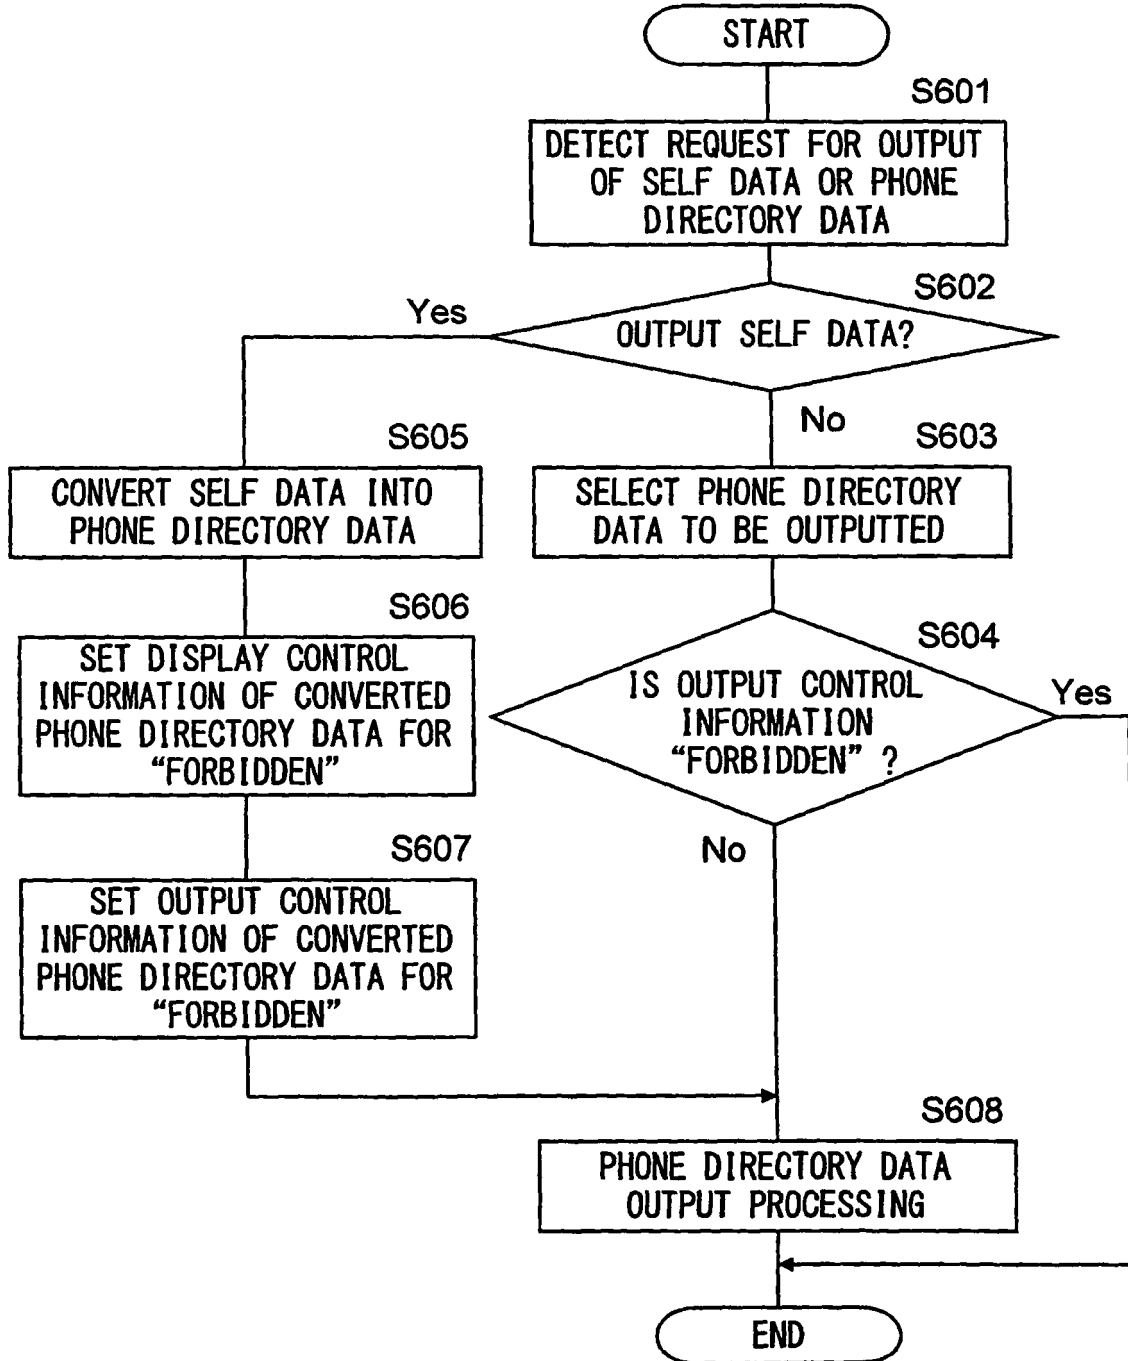 START
S601
DETECT REQUEST FOR OUTPUT
OF SELF DATA OR PHONE
DIRECTORY DATA
S602
Yes
OUTPUT SELF DATA?
No
S605
S603
CONVERT SELF DATA INTO
PHONE DIRECTORY DATA
SELECT PHONE DIRECTORY
DATA TO BE OUTPUTTED
S606
S604
SET DISPLAY CONTROL
INFORMATION OF CONVERTED
PHONE DIRECTORY DATA FOR
“FORBIDDEN”
IS OUTPUT CONTROL
INFORMATION
“FORBIDDEN” ?
Yes
No
S607
SET OUTPUT CONTROL
INFORMATION OF CONVERTED
PHONE DIRECTORY DATA FOR
“FORBIDDEN”
S608
PHONE DIRECTORY DATA
OUTPUT PROCESSING
END